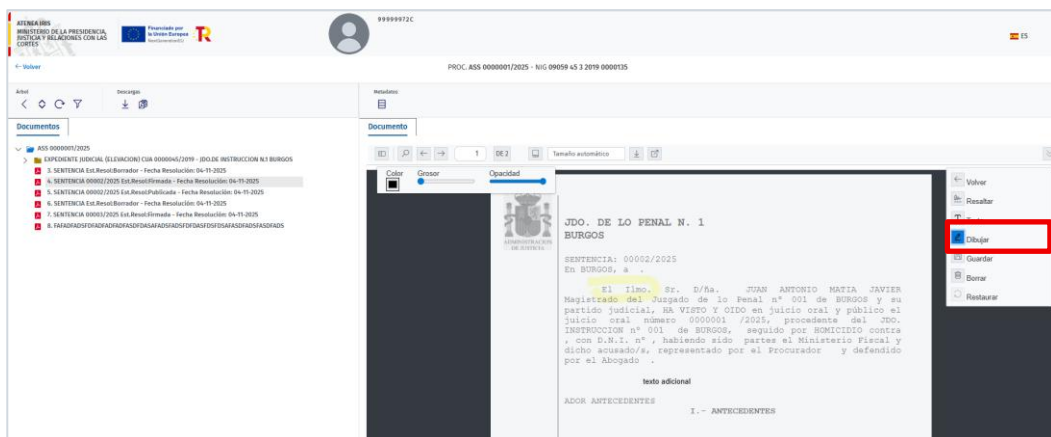 ATENEA IRIS
MINISTERIO DE LA PRESIDENCIA,
JUSTICIA Y RELACIONES CON LAS
CORTES
Financiado por
la Unión Europea
NextGenerationEU
99999972C
ES
← Volver
PROC. ASS 0000001/2025 - NIG 09059 45 3 2019 0000135
Árbol
Descargas
Metadatos
Documentos
Documento
ASS 0000001/2025
EXPEDIENTE JUDICIAL (ELEVACION) CUA 0000045/2019 - JDO.DE INSTRUCCION N.1 BURGOS
3. SENTENCIA Est.Resol:Borrador - Fecha Resolución: 04-11-2025
4. SENTENCIA 00002/2025 Est.Resol:Firmada - Fecha Resolución: 04-11-2025
5. SENTENCIA 00002/2025 Est.Resol:Publicada - Fecha Resolución: 04-11-2025
6. SENTENCIA Est.Resol:Borrador - Fecha Resolución: 04-11-2025
7. SENTENCIA 00003/2025 Est.Resol:Firmada - Fecha Resolución: 04-11-2025
1
DE 2
Tamaño automático
Color
Grosor
Opacidad
ADMINISTRACION
DE JUSTICIA
JDO. DE LO PENAL N. 1
BURGOS
SENTENCIA: 00002/2025
En BURGOS, a .
El Ilmo. Sr. D/ña. JUAN ANTONIO MATIA JAVIER
Magistrado del Juzgado de lo Penal nº 001 de BURGOS y su
partido judicial, HA VISTO Y OIDO en juicio oral y público el
juicio oral número 0000001 /2025, procedente del JDO.
INSTRUCCION nº 001 de BURGOS, seguido por HOMICIDIO contra
, con D.N.I. nº , habiendo sido partes el Ministerio Fiscal y
dicho acusado/s, representado por el Procurador y defendido
por el Abogado .
texto adicional
ADOR ANTECEDENTES
I.- ANTECEDENTES
Volver
Resaltar
Dibujar
Guardar
Borrar
Restaurar